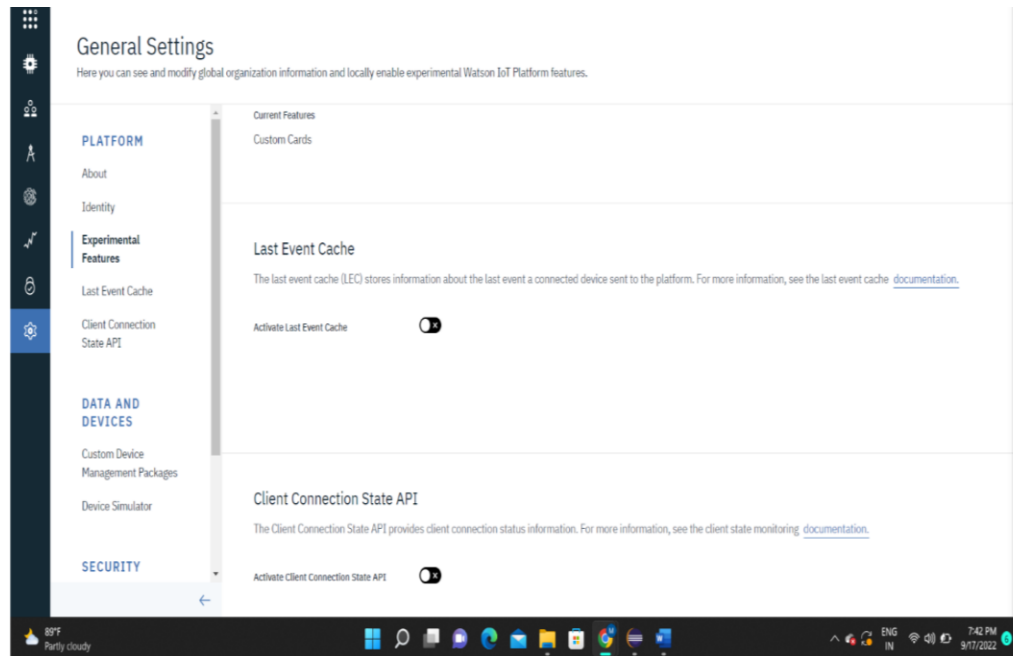 General Settings
Here you can see and modify global organization information and locally enable experimental Watson IoT Platform features.
PLATFORM
About
Identity
Experimental
Features
Last Event Cache
Client Connection
State API
DATA AND
DEVICES
Custom Device
Management Packages
Device Simulator
SECURITY
Current Features
Custom Cards
Last Event Cache
The last event cache (LEC) stores information about the last event a connected device sent to the platform. For more information, see the last event cache documentation.
Activate Last Event Cache
Client Connection State API
The Client Connection State API provides client connection status information. For more information, see the client state monitoring documentation.
Activate Client Connection State API
89°F
Partly cloudy
ENG
IN
7:42 PM
9/17/2022